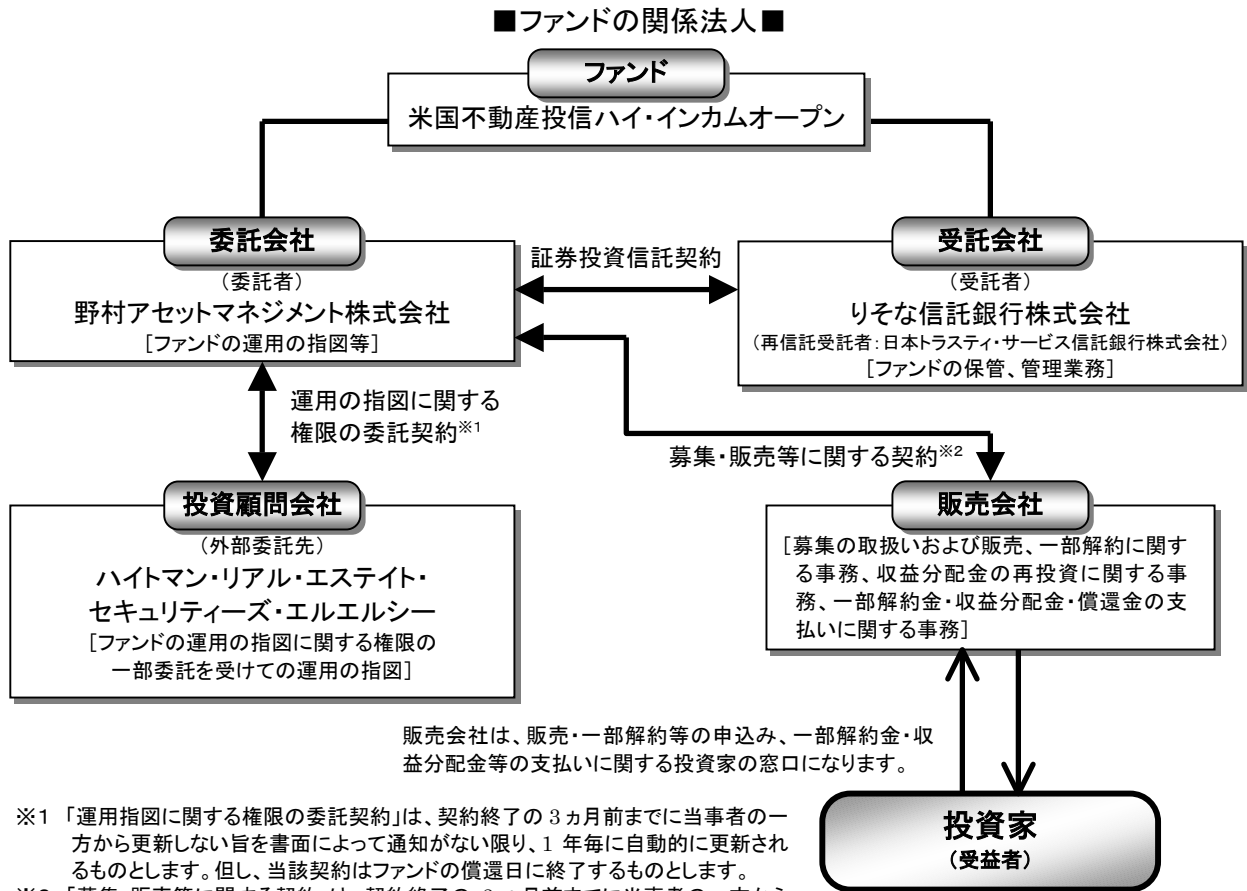 ■ファンドの関係法人■
ファンド
米国不動産投信ハイ・インカムオープン
委託会社
(委託者)
野村アセットマネジメント株式会社
[ファンドの運用の指図等]
証券投資信託契約
受託会社
(受託者)
りそな信託銀行株式会社
(再信託受託者:日本トラスティ・サービス信託銀行株式会社)
[ファンドの保管、管理業務]
運用の指図に関する
権限の委託契約※1
募集・販売等に関する契約※2
投資顧問会社
(外部委託先)
ハイトマン・リアル・エステイト・
セキュリティーズ・エルエルシー
[ファンドの運用の指図に関する権限の
一部委託を受けての運用の指図]
販売会社
[募集の取扱いおよび販売、一部解約に関す
る事務、収益分配金の再投資に関する事
務、一部解約金・収益分配金・償還金の支
払いに関する事務]
販売会社は、販売・一部解約等の申込み、一部解約金・収
益分配金等の支払いに関する投資家の窓口になります。
投資家
(受益者)
※1 「運用指図に関する権限の委託契約」は、契約終了の3ヵ月前までに当事者の一
方から更新しない旨を書面によって通知がない限り、1 年毎に自動的に更新され
るものとします。但し、当該契約はファンドの償還日に終了するものとします。